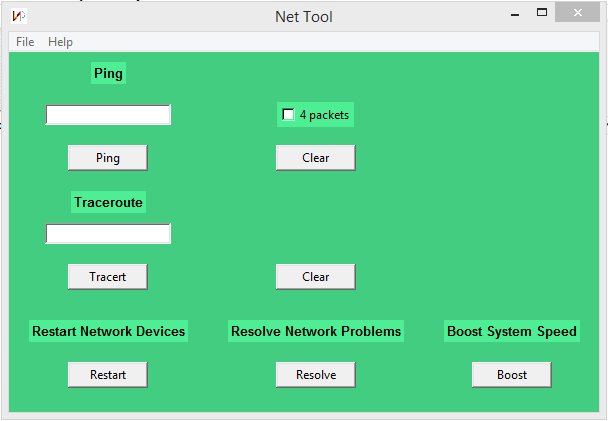 Net Tool
File Help
Ping
4 packets
Ping Clear
Traceroute
Tracert Clear
Restart Network Devices Resolve Network Problems Boost System Speed
Restart Resolve Boost